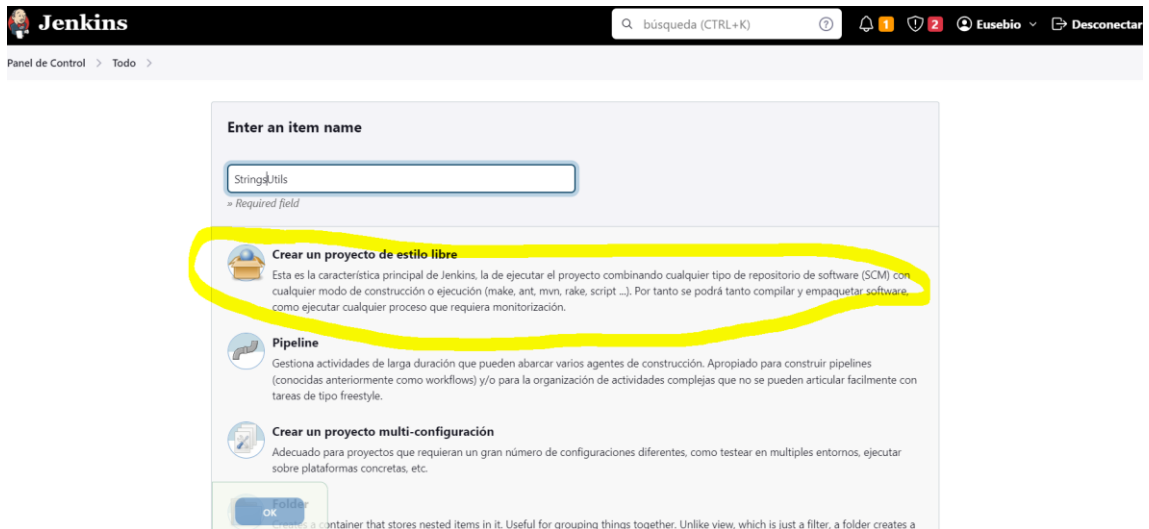 Jenkins
búsqueda (CTRL+K)
1
2
Eusebio
Desconectar
Panel de Control > Todo >
Enter an item name
StringsUtils
» Required field
Crear un proyecto de estilo libre
Esta es la característica principal de Jenkins, la de ejecutar el proyecto combinando cualquier tipo de repositorio de software (SCM) con
cualquier modo de construcción o ejecución (make, ant, mvn, rake, script ...). Por tanto se podrá tanto compilar y empaquetar software,
como ejecutar cualquier proceso que requiera monitorización.
Pipeline
Gestiona actividades de larga duración que pueden abarcar varios agentes de construcción. Apropiado para construir pipelines
(conocidas anteriormente como workflows) y/o para la organización de actividades complejas que no se pueden articular facilmente con
tareas de tipo freestyle.
Crear un proyecto multi-configuración
Adecuado para proyectos que requieran un gran número de configuraciones diferentes, como testear en multiples entornos, ejecutar
sobre plataformas concretas, etc.
Folder
OK
Creates a container that stores nested items in it. Useful for grouping things together. Unlike view, which is just a filter, a folder creates a